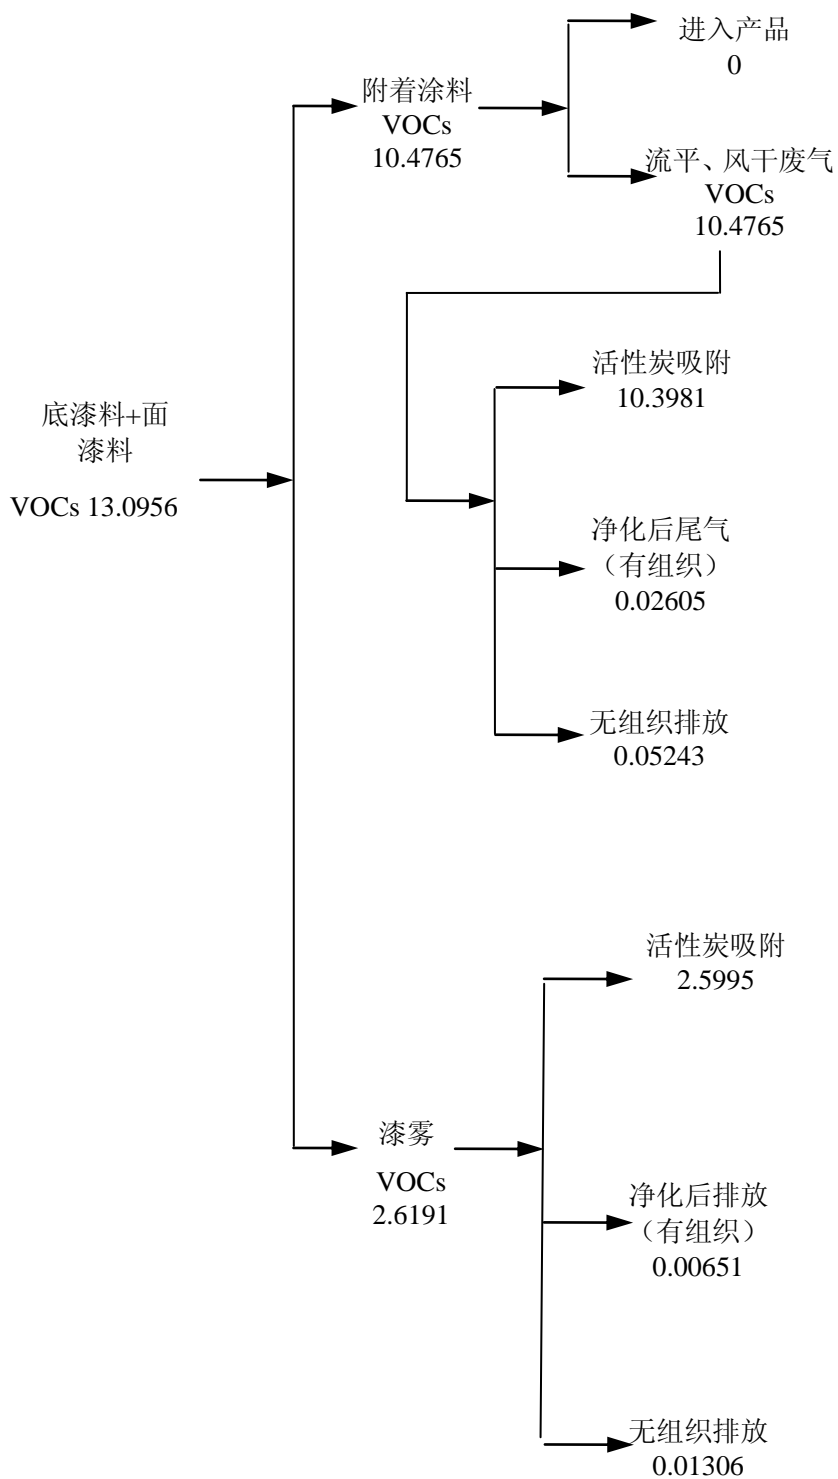 进入产品
0
附着涂料
VOCs
10.4765
流平、风干废气
VOCs
10.4765
活性炭吸附
10.3981
底漆料+面
漆料
VOCs 13.0956
净化后尾气
（有组织）
0.02605
无组织排放
0.05243
活性炭吸附
2.5995
漆雾
VOCs
2.6191
净化后排放
（有组织）
0.00651
无组织排放
0.01306